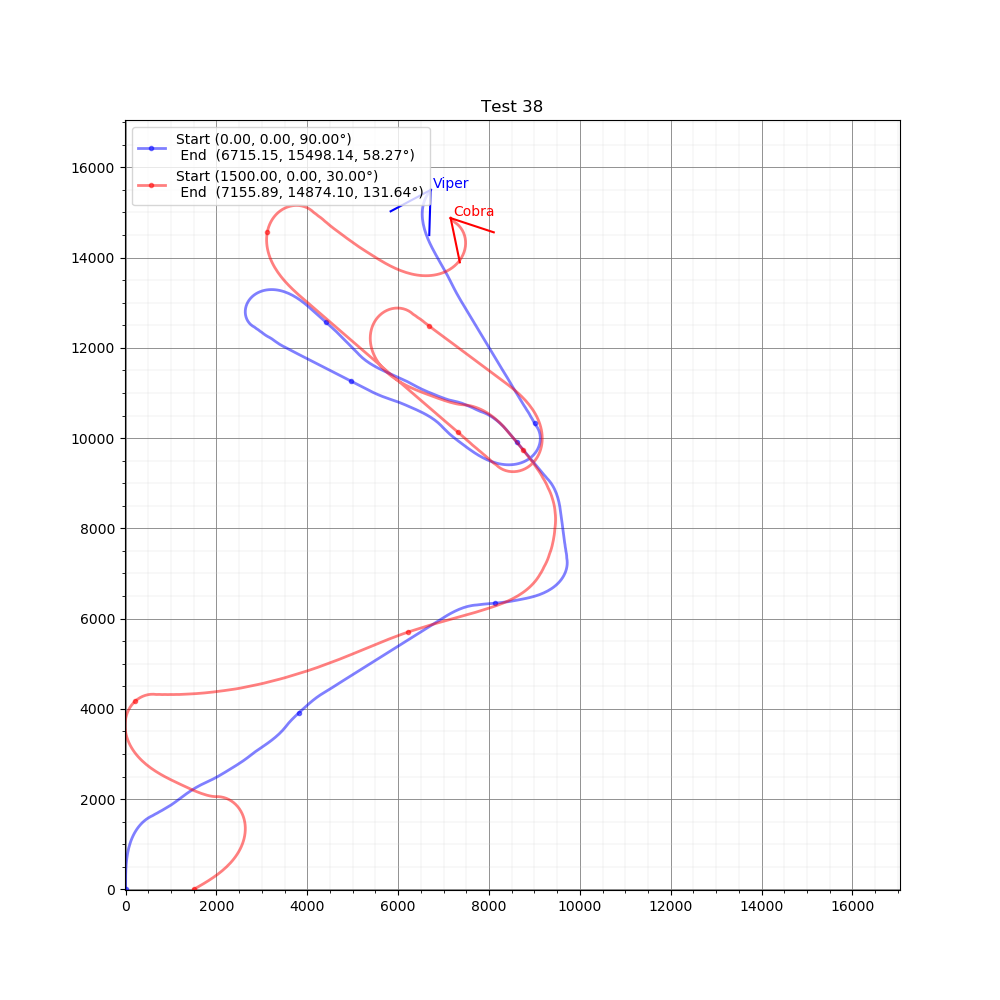 Test 38
Start (0.00, 0.00, 90.00°)
End (6715.15, 15498.14, 58.27°)
Start (1500.00, 0.00, 30.00°)
End (7155.89, 14874.10, 131.64°)
Viper
Cobra
16000
14000
12000
10000
8000
6000
4000
2000
0
0 2000 4000 6000 8000 10000 12000 14000 16000